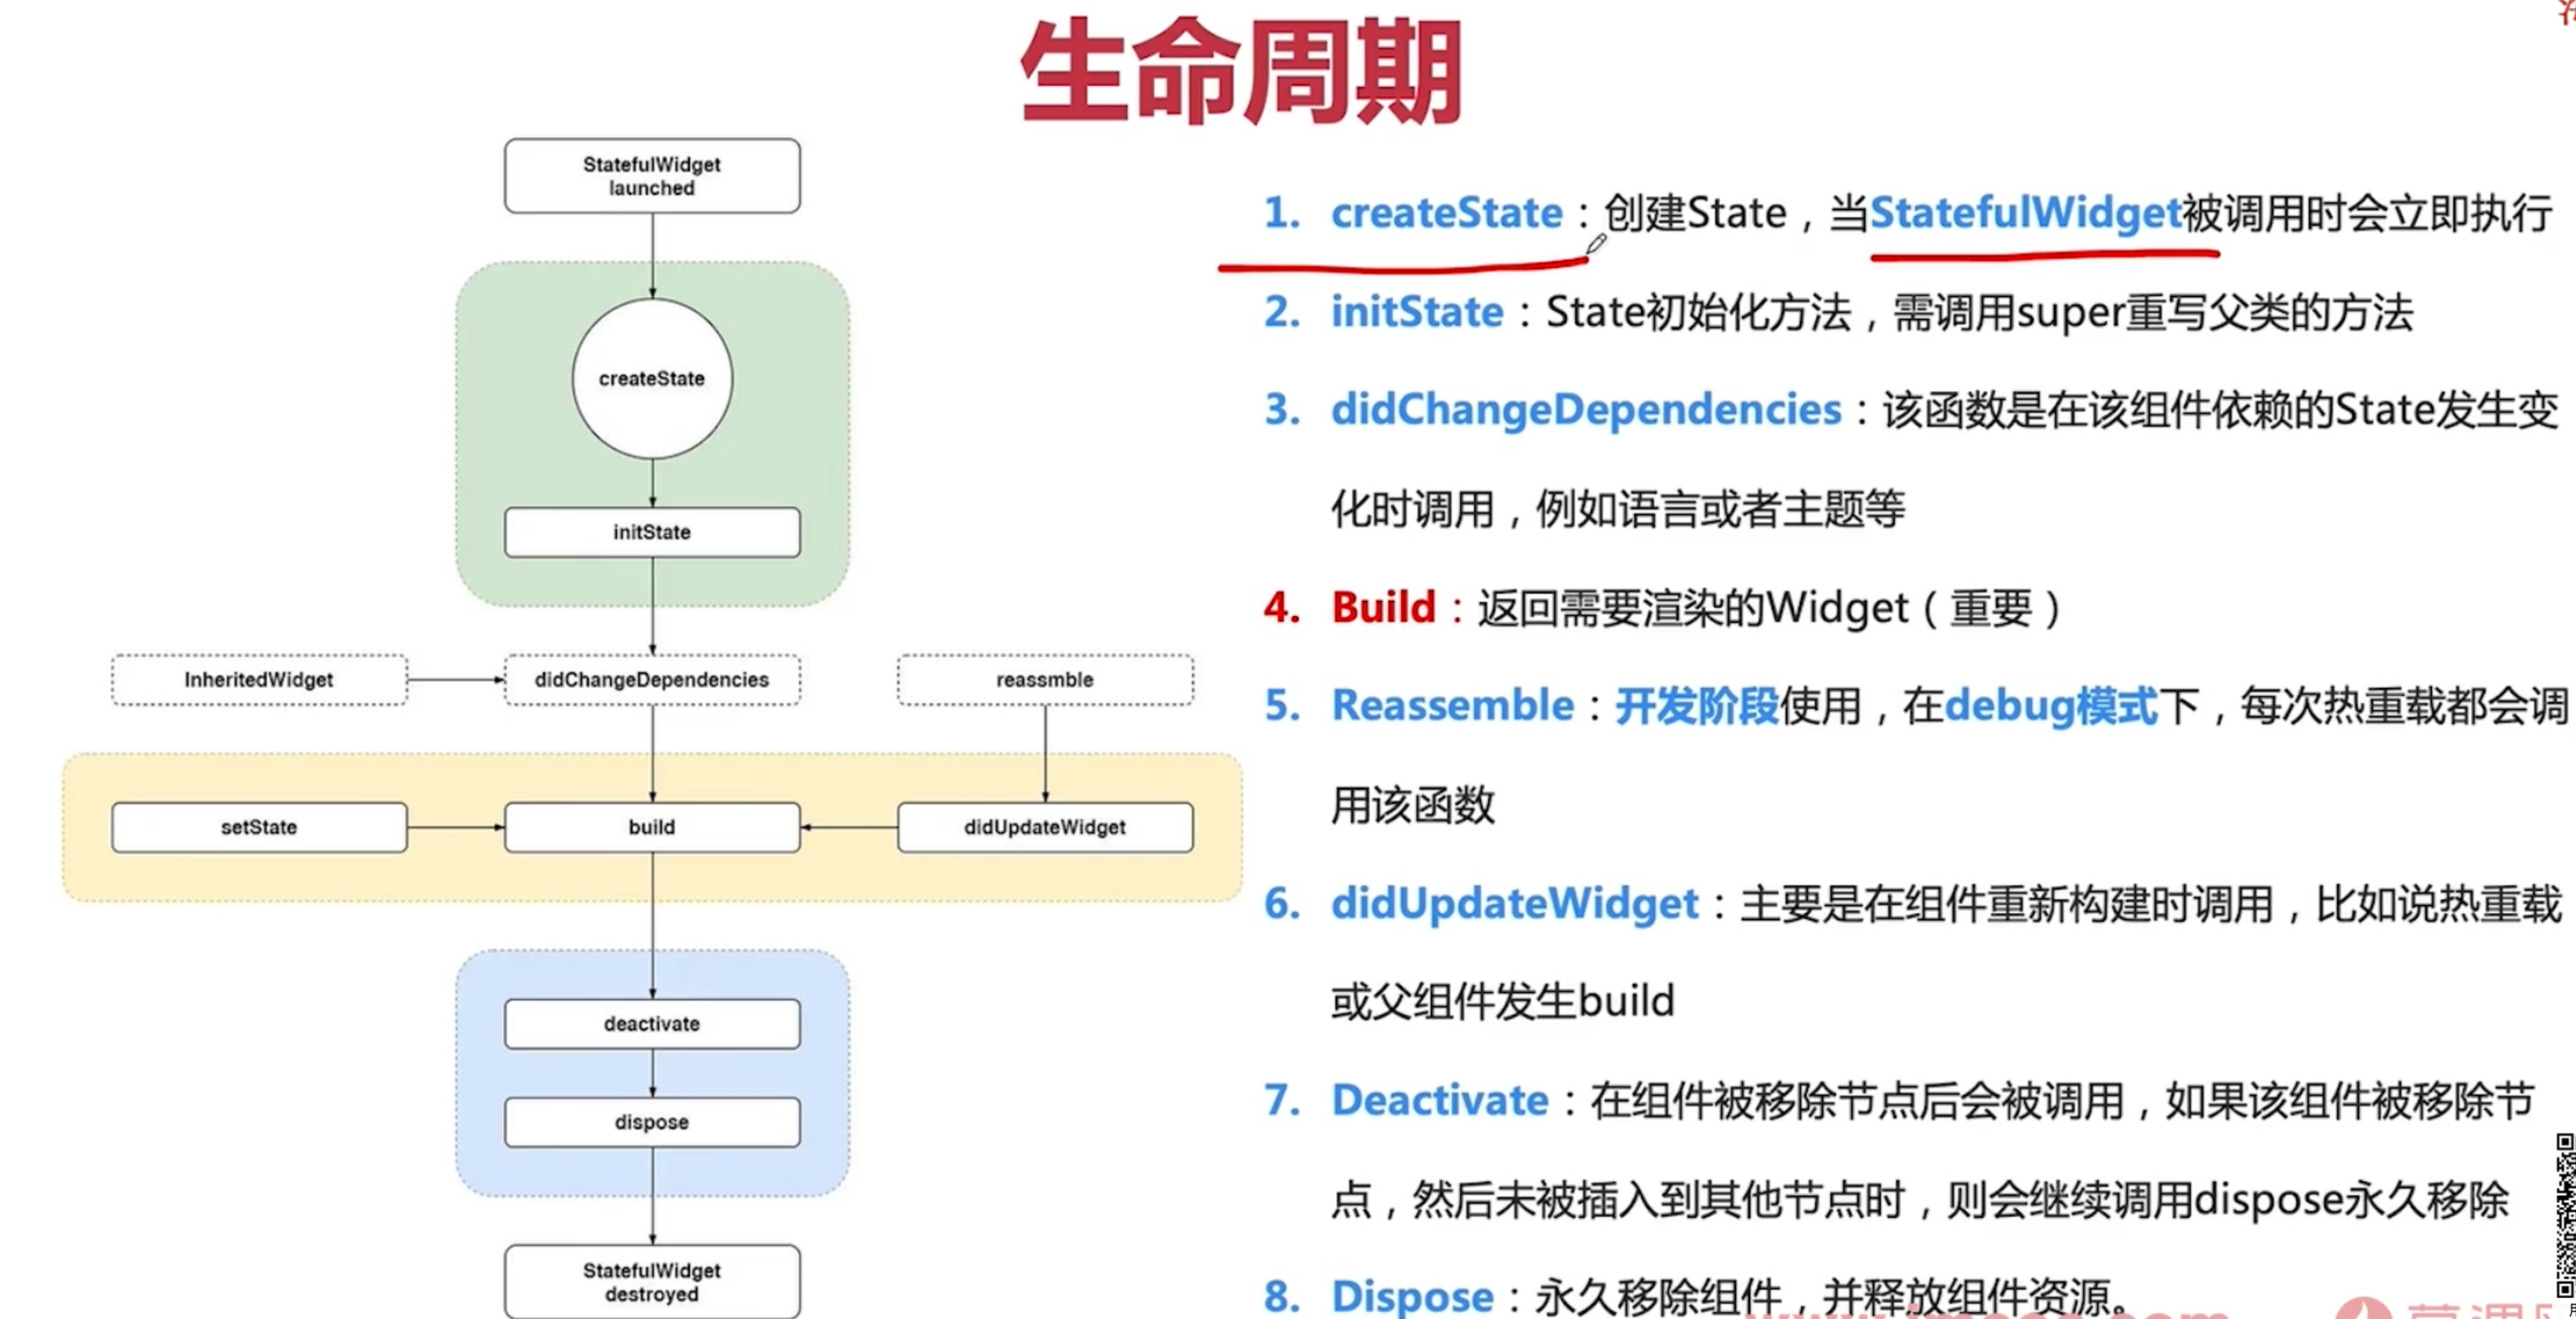 生命周期
StatefulWidget
launched
createState
initState
InheritedWidget
didChangeDependencies
reassmble
setState
build
didUpdateWidget
deactivate
dispose
StatefulWidget
destroyed
1. createState：创建State，当StatefulWidget被调用时会立即执行
2. initState：State初始化方法，需调用super重写父类的方法
3. didChangeDependencies：该函数是在该组件依赖的State发生变
化时调用，例如语言或者主题等
4. Build：返回需要渲染的Widget（重要）
5. Reassemble：开发阶段使用，在debug模式下，每次热重载都会调
用该函数
6. didUpdateWidget：主要是在组件重新构建时调用，比如说热重载
或父组件发生build
7. Deactivate：在组件被移除节点后会被调用，如果该组件被移除节
点，然后未被插入到其他节点时，则会继续调用dispose永久移除
8. Dispose：永久移除组件，并释放组件资源。